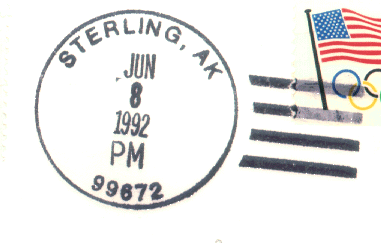 STERLING, AK
JUN
8
1992
PM
99672